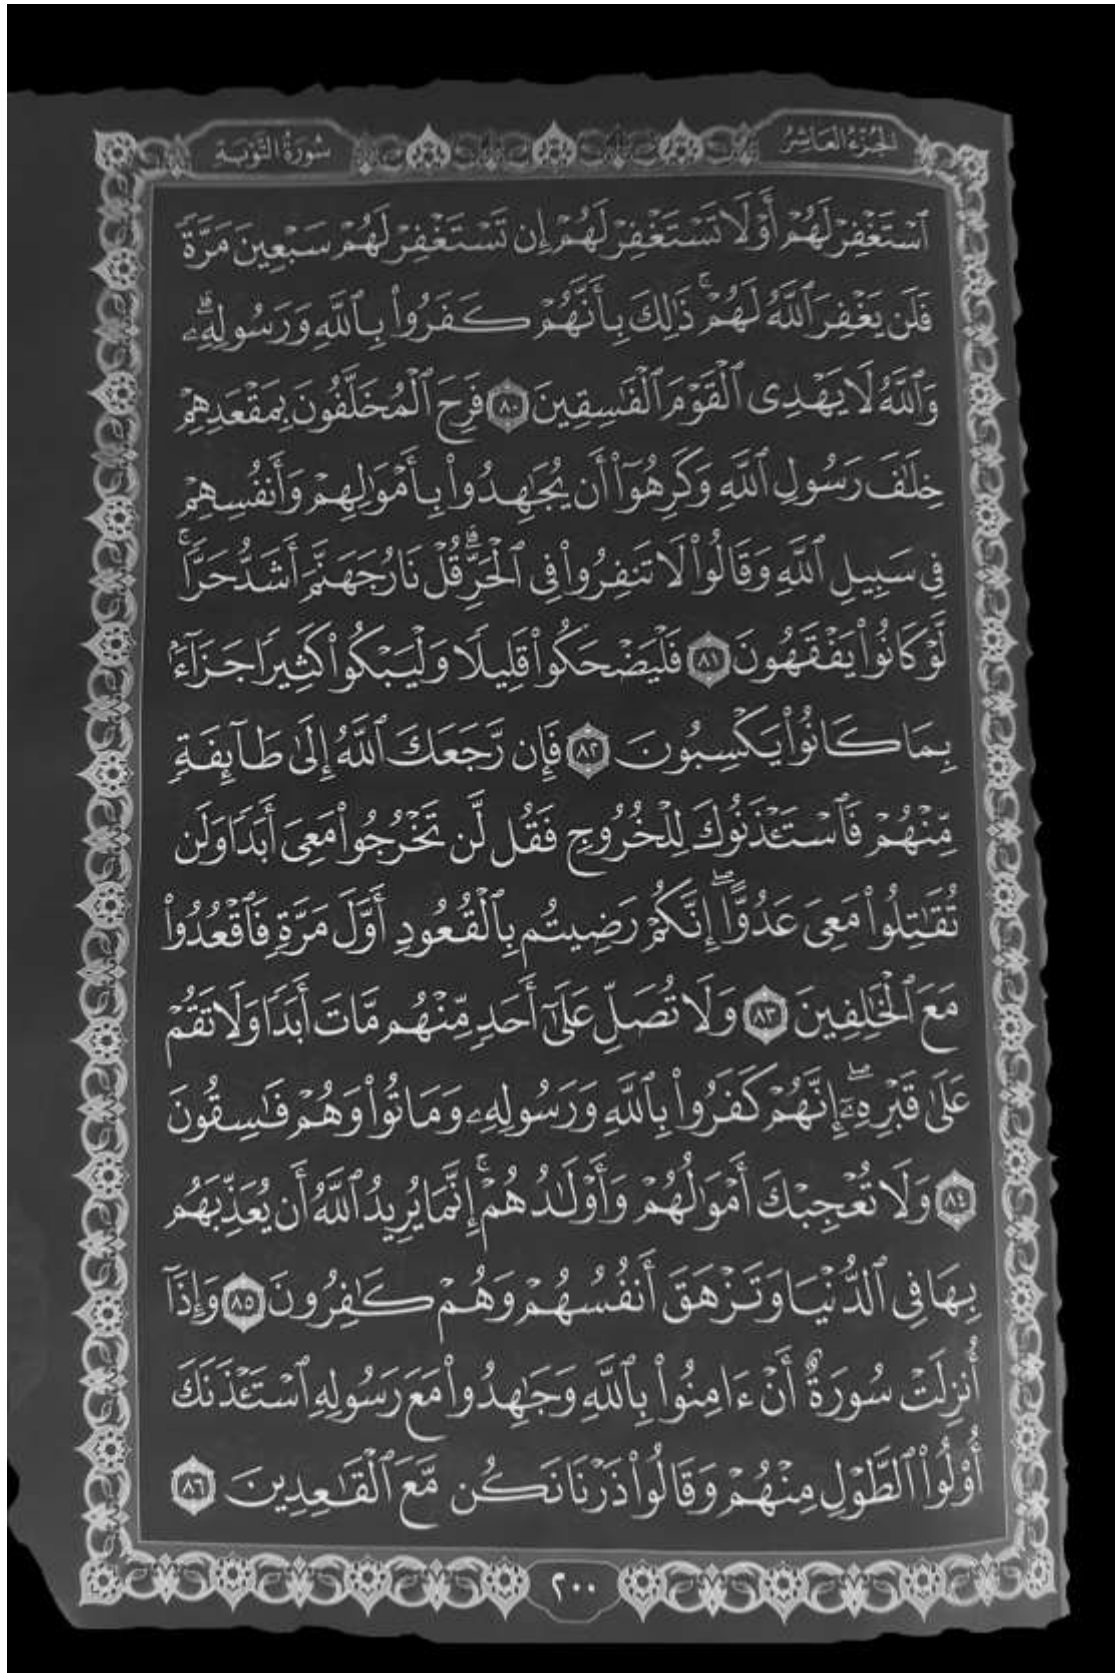 الجزء العاشر
سورة التوبة
ٱسْتَغْفِرْ لَهُمْ أَوْ لَا تَسْتَغْفِرْ لَهُمْ إِن تَسْتَغْفِرْ لَهُمْ سَبْعِينَ مَرَّةً
فَلَن يَغْفِرَ ٱللَّهُ لَهُمْۚ ذَٰلِكَ بِأَنَّهُمْ كَفَرُوا۟ بِٱللَّهِ وَرَسُولِهِۦۗ
وَٱللَّهُ لَا يَهْدِى ٱلْقَوْمَ ٱلْفَٰسِقِينَ ٨٠ فَرِحَ ٱلْمُخَلَّفُونَ بِمَقْعَدِهِمْ
خِلَٰفَ رَسُولِ ٱللَّهِ وَكَرِهُوٓا۟ أَن يُجَٰهِدُوا۟ بِأَمْوَٰلِهِمْ وَأَنفُسِهِمْ
فِى سَبِيلِ ٱللَّهِ وَقَالُوا۟ لَا تَنفِرُوا۟ فِى ٱلْحَرِّۗ قُلْ نَارُ جَهَنَّمَ أَشَدُّ حَرًّاۚ
لَّوْ كَانُوا۟ يَفْقَهُونَ ٨١ فَلْيَضْحَكُوا۟ قَلِيلًا وَلْيَبْكُوا۟ كَثِيرًا جَزَآءًۢ
بِمَا كَانُوا۟ يَكْسِبُونَ ٨٢ فَإِن رَّجَعَكَ ٱللَّهُ إِلَىٰ طَآئِفَةٍ
مِّنْهُمْ فَٱسْتَـْٔذَنُوكَ لِلْخُرُوجِ فَقُل لَّن تَخْرُجُوا۟ مَعِىَ أَبَدًا وَلَن
تُقَٰتِلُوا۟ مَعِىَ عَدُوًّاۖ إِنَّكُمْ رَضِيتُم بِٱلْقُعُودِ أَوَّلَ مَرَّةٍ فَٱقْعُدُوا۟
مَعَ ٱلْخَٰلِفِينَ ٨٣ وَلَا تُصَلِّ عَلَىٰٓ أَحَدٍ مِّنْهُم مَّاتَ أَبَدًا وَلَا تَقُمْ
عَلَىٰ قَبْرِهِۦٓۖ إِنَّهُمْ كَفَرُوا۟ بِٱللَّهِ وَرَسُولِهِۦ وَمَاتُوا۟ وَهُمْ فَٰسِقُونَ
٨٤ وَلَا تُعْجِبْكَ أَمْوَٰلُهُمْ وَأَوْلَٰدُهُمْۚ إِنَّمَا يُرِيدُ ٱللَّهُ أَن يُعَذِّبَهُم
بِهَا فِى ٱلدُّنْيَا وَتَزْهَقَ أَنفُسُهُمْ وَهُمْ كَٰفِرُونَ ٨٥ وَإِذَآ
أُنزِلَتْ سُورَةٌ أَنْ ءَامِنُوا۟ بِٱللَّهِ وَجَٰهِدُوا۟ مَعَ رَسُولِهِ ٱسْتَـْٔذَنَكَ
أُو۟لُوا۟ ٱلطَّوْلِ مِنْهُمْ وَقَالُوا۟ ذَرْنَا نَكُن مَّعَ ٱلْقَٰعِدِينَ ٨٦
٢٠٠